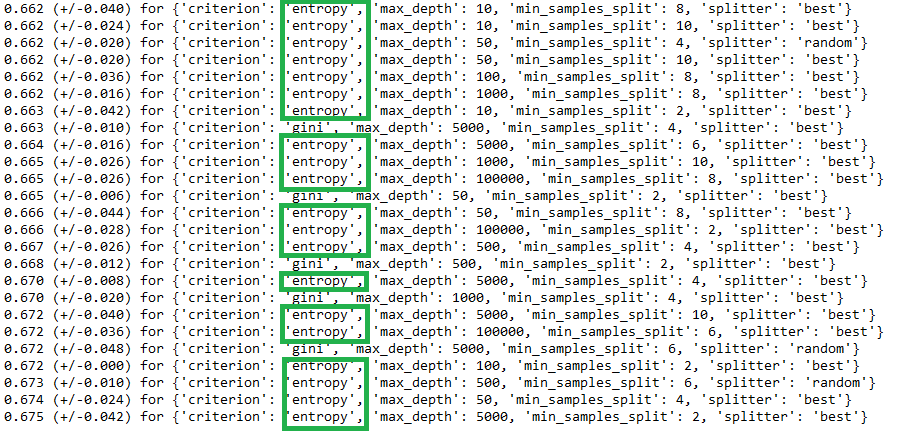 0.662 (+/-0.040) for {'criterion': 'entropy', 'max_depth': 10, 'min_samples_split': 8, 'splitter': 'best'}
0.662 (+/-0.024) for {'criterion': 'entropy', 'max_depth': 10, 'min_samples_split': 10, 'splitter': 'best'}
0.662 (+/-0.020) for {'criterion': 'entropy', 'max_depth': 50, 'min_samples_split': 4, 'splitter': 'random'}
0.662 (+/-0.020) for {'criterion': 'entropy', 'max_depth': 50, 'min_samples_split': 10, 'splitter': 'best'}
0.662 (+/-0.036) for {'criterion': 'entropy', 'max_depth': 100, 'min_samples_split': 8, 'splitter': 'best'}
0.662 (+/-0.016) for {'criterion': 'entropy', 'max_depth': 1000, 'min_samples_split': 8, 'splitter': 'best'}
0.663 (+/-0.042) for {'criterion': 'entropy', 'max_depth': 10, 'min_samples_split': 2, 'splitter': 'best'}
0.663 (+/-0.010) for {'criterion': 'gini', 'max_depth': 5000, 'min_samples_split': 4, 'splitter': 'best'}
0.664 (+/-0.016) for {'criterion': 'entropy', 'max_depth': 5000, 'min_samples_split': 6, 'splitter': 'best'}
0.665 (+/-0.026) for {'criterion': 'entropy', 'max_depth': 1000, 'min_samples_split': 10, 'splitter': 'best'}
0.665 (+/-0.026) for {'criterion': 'entropy', 'max_depth': 100000, 'min_samples_split': 8, 'splitter': 'best'}
0.665 (+/-0.006) for {'criterion': 'gini', 'max_depth': 50, 'min_samples_split': 2, 'splitter': 'best'}
0.666 (+/-0.044) for {'criterion': 'entropy', 'max_depth': 50, 'min_samples_split': 8, 'splitter': 'best'}
0.666 (+/-0.028) for {'criterion': 'entropy', 'max_depth': 100000, 'min_samples_split': 2, 'splitter': 'best'}
0.667 (+/-0.026) for {'criterion': 'entropy', 'max_depth': 500, 'min_samples_split': 4, 'splitter': 'best'}
0.668 (+/-0.012) for {'criterion': 'gini', 'max_depth': 500, 'min_samples_split': 2, 'splitter': 'best'}
0.670 (+/-0.008) for {'criterion': 'entropy', 'max_depth': 5000, 'min_samples_split': 4, 'splitter': 'best'}
0.670 (+/-0.020) for {'criterion': 'gini', 'max_depth': 1000, 'min_samples_split': 4, 'splitter': 'best'}
0.672 (+/-0.040) for {'criterion': 'entropy', 'max_depth': 5000, 'min_samples_split': 10, 'splitter': 'best'}
0.672 (+/-0.036) for {'criterion': 'entropy', 'max_depth': 100000, 'min_samples_split': 6, 'splitter': 'best'}
0.672 (+/-0.048) for {'criterion': 'gini', 'max_depth': 5000, 'min_samples_split': 6, 'splitter': 'random'}
0.672 (+/-0.000) for {'criterion': 'entropy', 'max_depth': 100, 'min_samples_split': 2, 'splitter': 'best'}
0.673 (+/-0.010) for {'criterion': 'entropy', 'max_depth': 500, 'min_samples_split': 6, 'splitter': 'random'}
0.674 (+/-0.024) for {'criterion': 'entropy', 'max_depth': 50, 'min_samples_split': 4, 'splitter': 'best'}
0.675 (+/-0.042) for {'criterion': 'entropy', 'max_depth': 5000, 'min_samples_split': 2, 'splitter': 'best'}